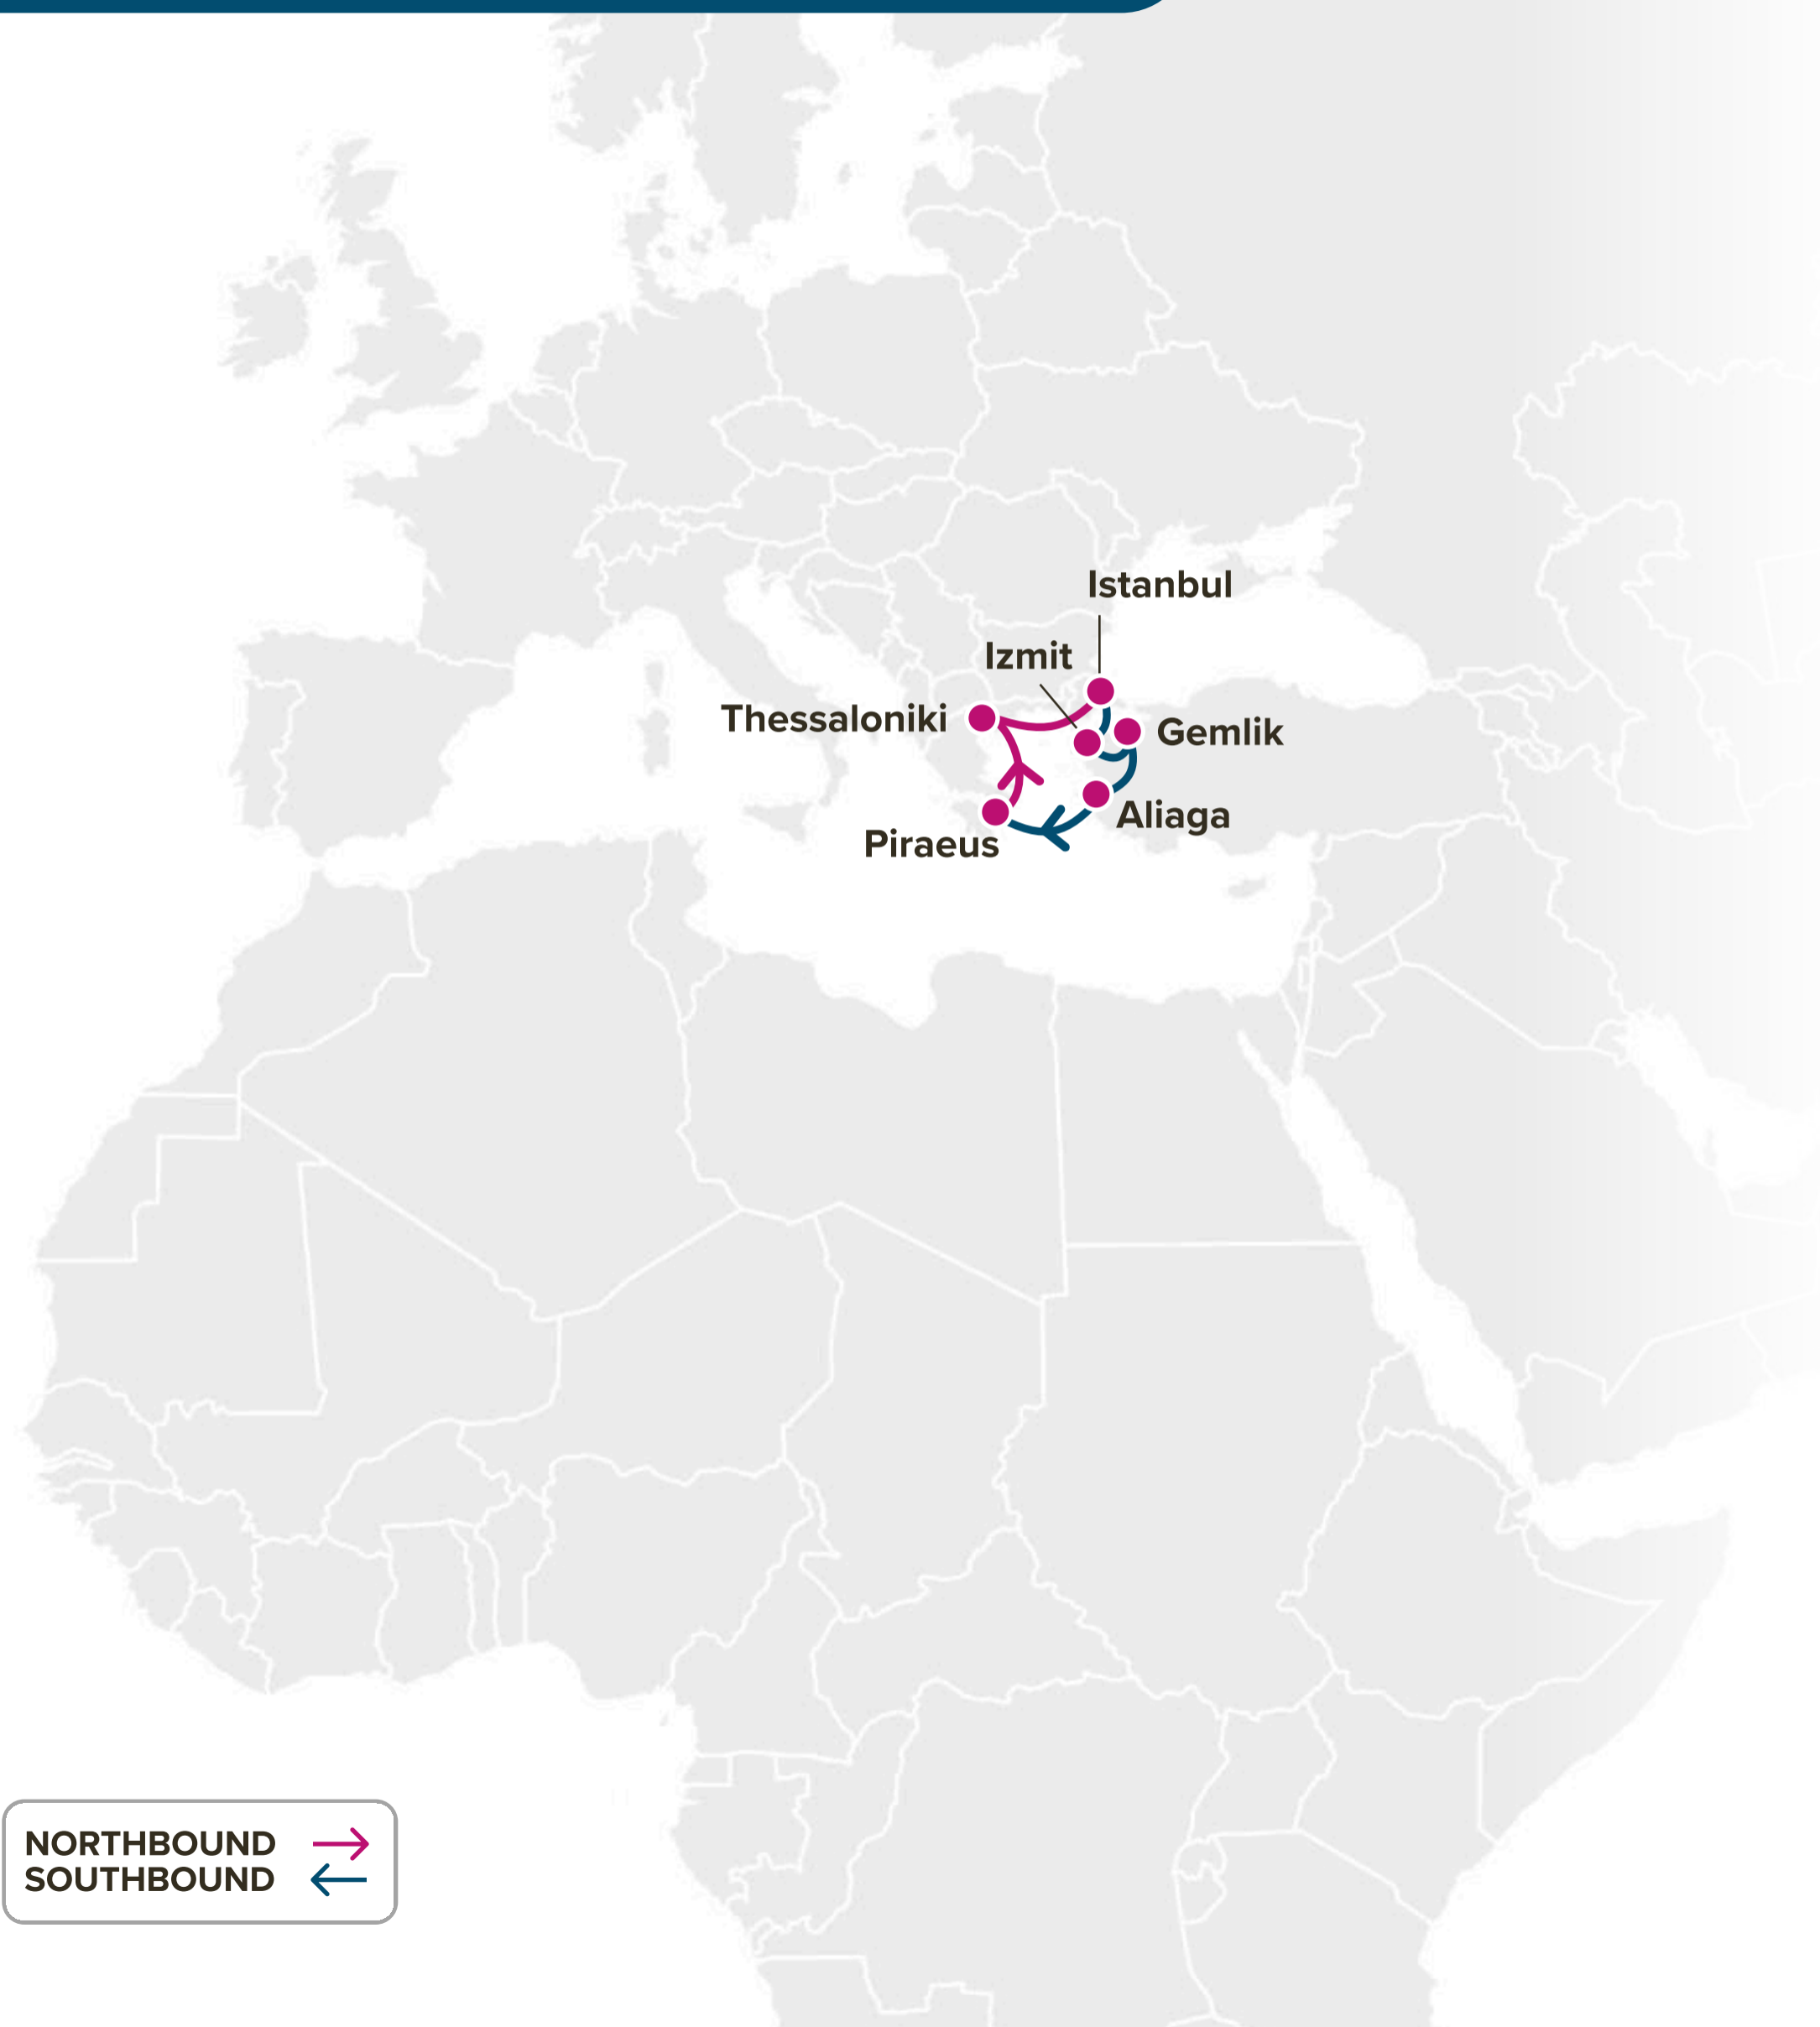 Istanbul
Izmit
Thessaloniki
Gemlik
Aliaga
Piraeus
NORTHBOUND
SOUTHBOUND